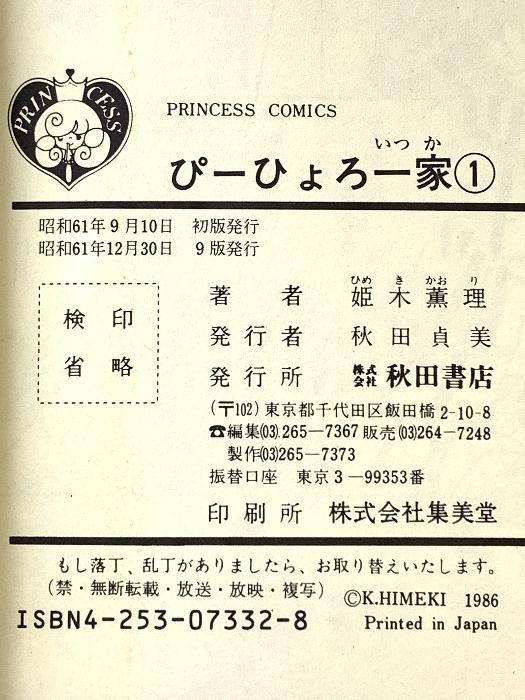 PRINCESS
PRINCESS COMICS
いつか
ぴーひょろ一家①
昭和61年9月10日 初版発行
昭和61年12月30日 9版発行
検印
省略
ひめ き かおり
著者 姫木薫理
発行者 秋田貞美
発行所 株式会社 秋田書店
(〒102)東京都千代田区飯田橋2-10-8
☎編集(03).265―7367 販売(03)264―7248
製作(03)265―7373
振替口座 東京3―99353番
印刷所 株式会社集美堂
もし落丁、乱丁がありましたら、お取り替えいたします。
(禁・無断転載・放送・放映・複写)
©K.HIMEKI 1986
ISBN4-253-07332-8
Printed in Japan